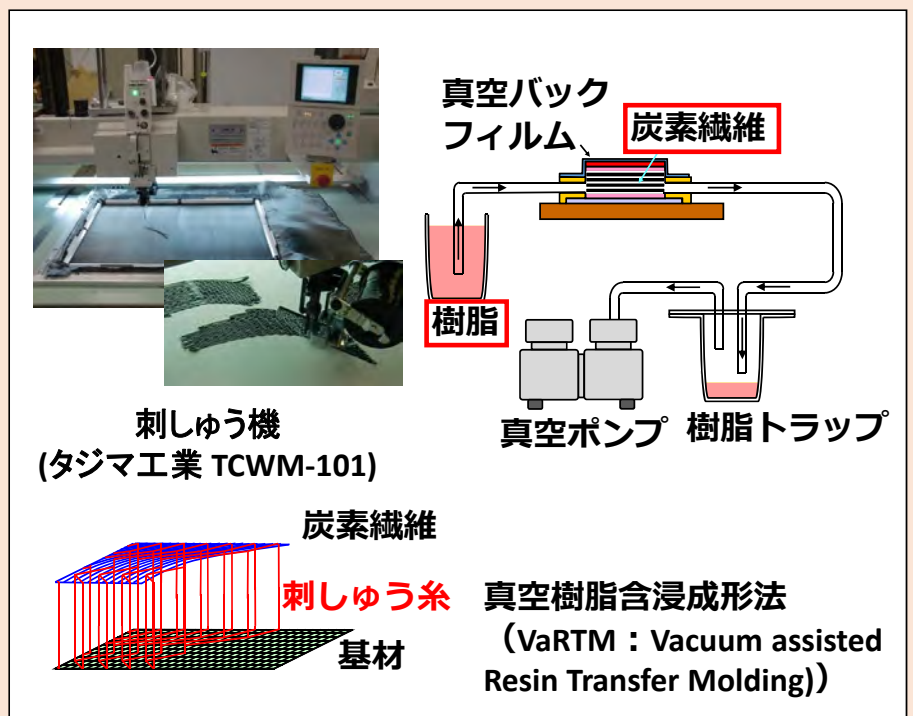 真空バック
フィルム
炭素繊維
樹脂
真空ポンプ
樹脂トラップ
刺しゅう機
(タジマ工業 TCWM-101)
炭素繊維
刺しゅう糸
基材
真空樹脂含浸成形法
（VaRTM：Vacuum assisted
Resin Transfer Molding)）